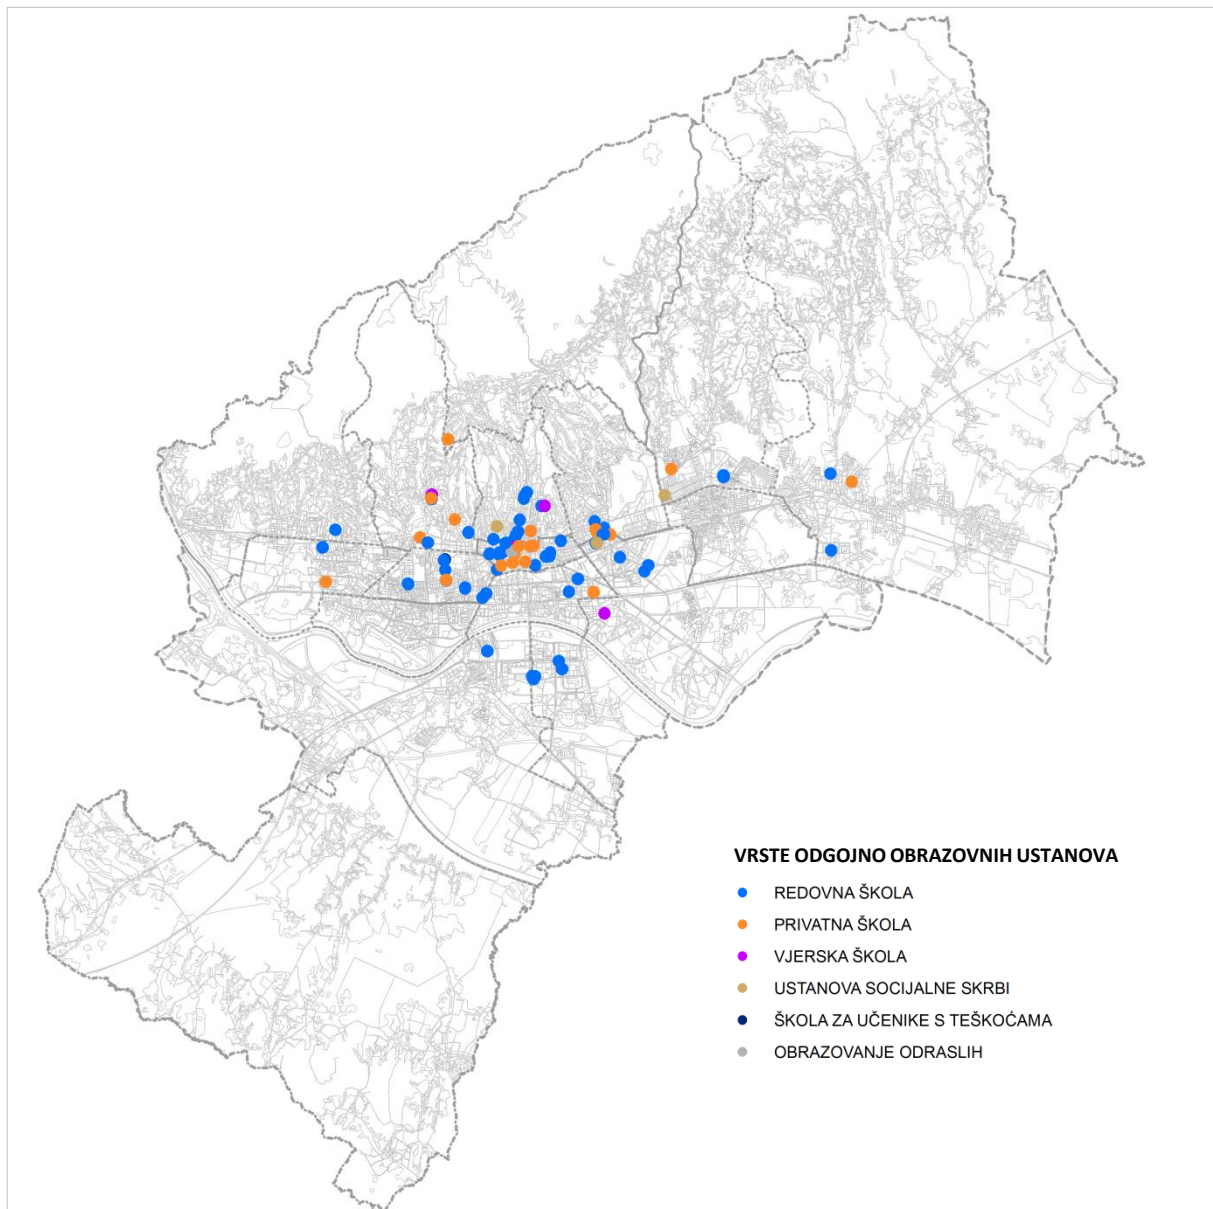 VRSTE ODGOJNO OBRAZOVNIH USTANOVA
REDOVNA ŠKOLA
PRIVATNA ŠKOLA
VJERSKA ŠKOLA
USTANOVA SOCIJALNE SKRBI
ŠKOLA ZA UČENIKE S TEŠKOĆAMA
OBRAZOVANJE ODRASLIH